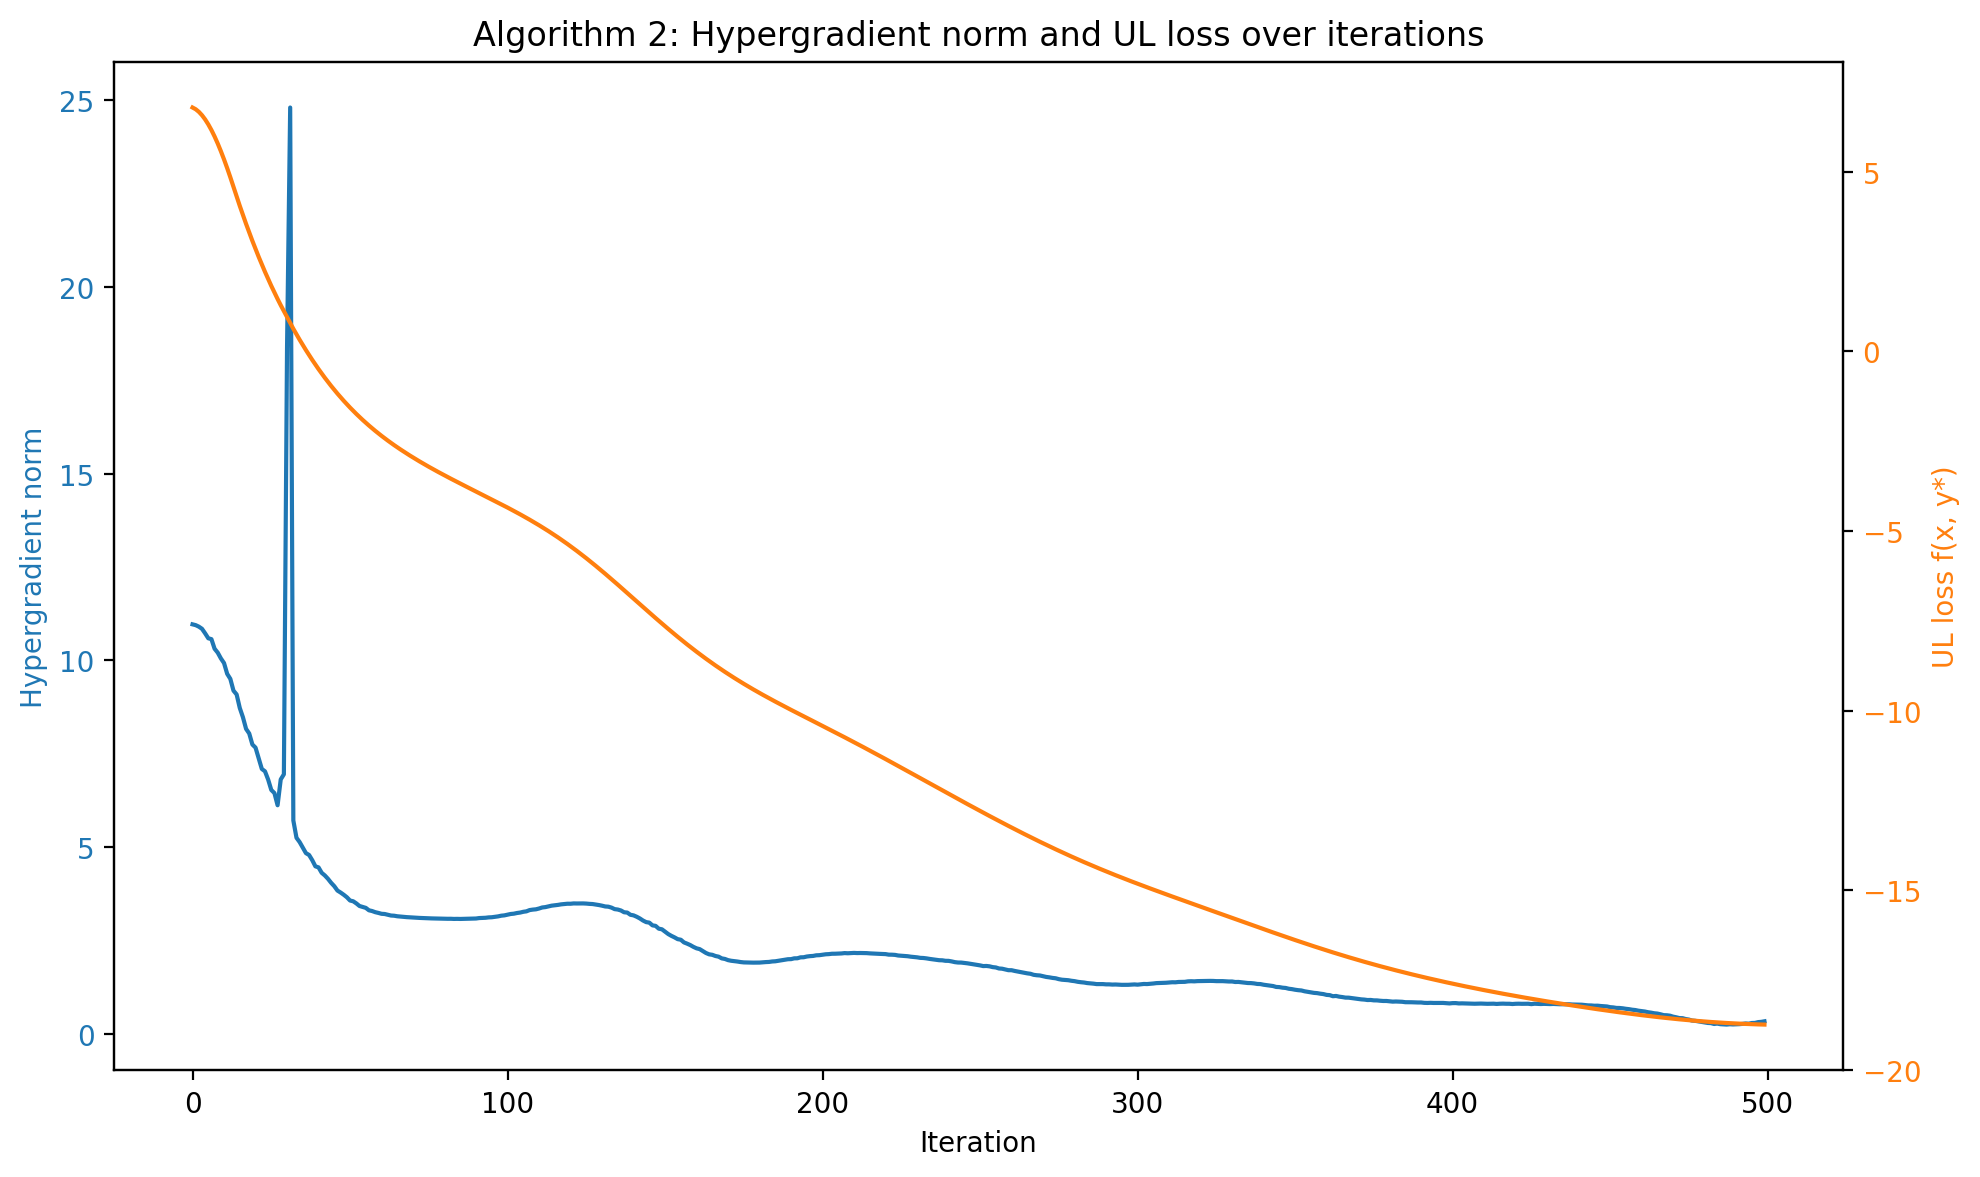 Algorithm 2: Hypergradient norm and UL loss over iterations
25
20
15
10
5
0
Hypergradient norm
5
0
−5
−10
−15
−20
UL loss f(x, y*)
0 100 200 300 400 500
Iteration